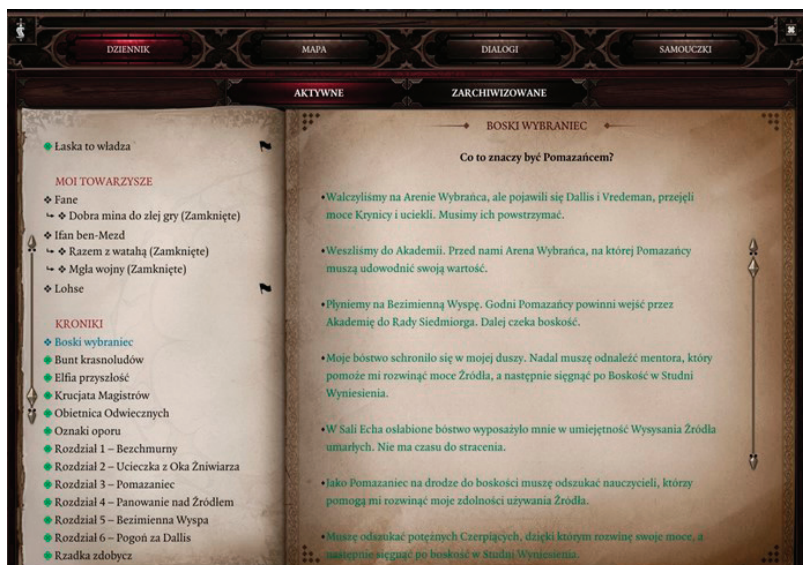 DZIENNIK
MAPA
DIALOGI
SAMOUCZKI
AKTYWNE
ZARCHIWIZOWANE
Łaska to władza
MOI TOWARZYSZE
Fane
Dobra mina do złej gry (Zamknięte)
Ifan ben-Mezd
Razem z watahą (Zamknięte)
Mgła wojny (Zamknięte)
Lohse
KRONIKI
Boski wybraniec
Bunt krasnoludów
Elfia przyszłość
Krucjata Magistrów
Obietnica Odwiecznych
Oznaki oporu
Rozdział 1 – Bezchmurny
Rozdział 2 – Ucieczka z Oka Żniwiarza
Rozdział 3 – Pomazaniec
Rozdział 4 – Panowanie nad Źródłem
Rozdział 5 – Bezimienna Wyspa
Rozdział 6 – Pogoń za Dallis
Rzadka zdobycz
BOSKI WYBRANIEC
Co to znaczy być Pomazańcem?
•Walczyliśmy na Arenie Wybrańca, ale pojawili się Dallis i Vredeman, przejęli
moce Krynicy i uciekli. Musimy ich powstrzymać.
•Weszliśmy do Akademii. Przed nami Arena Wybrańca, na której Pomazańcy
muszą udowodnić swoją wartość.
•Płyniemy na Bezimienną Wyspę. Godni Pomazańcy powinni wejść przez
Akademię do Rady Siedmiorga. Dalej czeka boskość.
•Moje bóstwo schroniło się w mojej duszy. Nadal muszę odnaleźć mentora, który
pomoże mi rozwinąć moce Źródła, a następnie sięgnąć po Boskość w Studni
Wyniesienia.
•W Sali Echa osłabione bóstwo wyposażyło mnie w umiejętność Wysysania Źródła
umarłych. Nie ma czasu do stracenia.
•Jako Pomazaniec na drodze do boskości muszę odszukać nauczycieli, którzy
pomogą mi rozwinąć moje zdolności używania Źródła.
•Muszę odszukać potężnych Czerpiących, dzięki którym rozwinę swoje moce, a
następnie sięgnąć po boskość w Studni Wyniesienia.